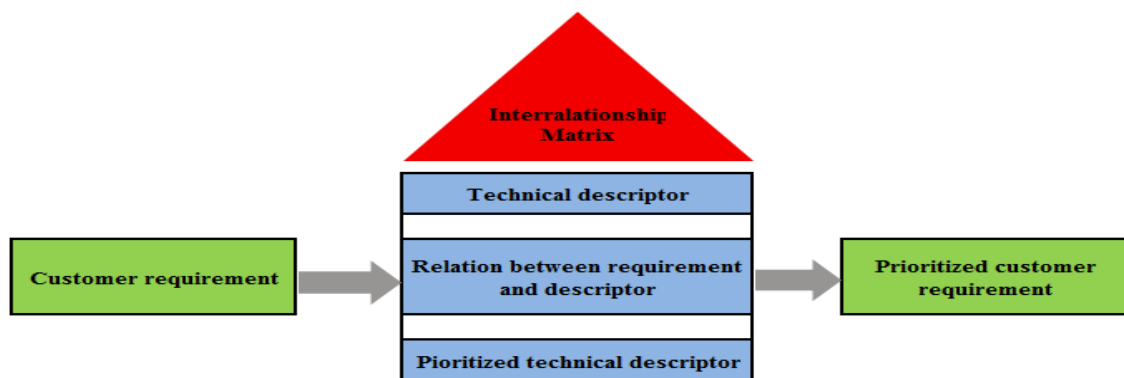 Interralationship
Matrix
Technical descriptor
Customer requirement
Relation between requirement
and descriptor
Prioritized customer
requirement
Pioritized technical descriptor